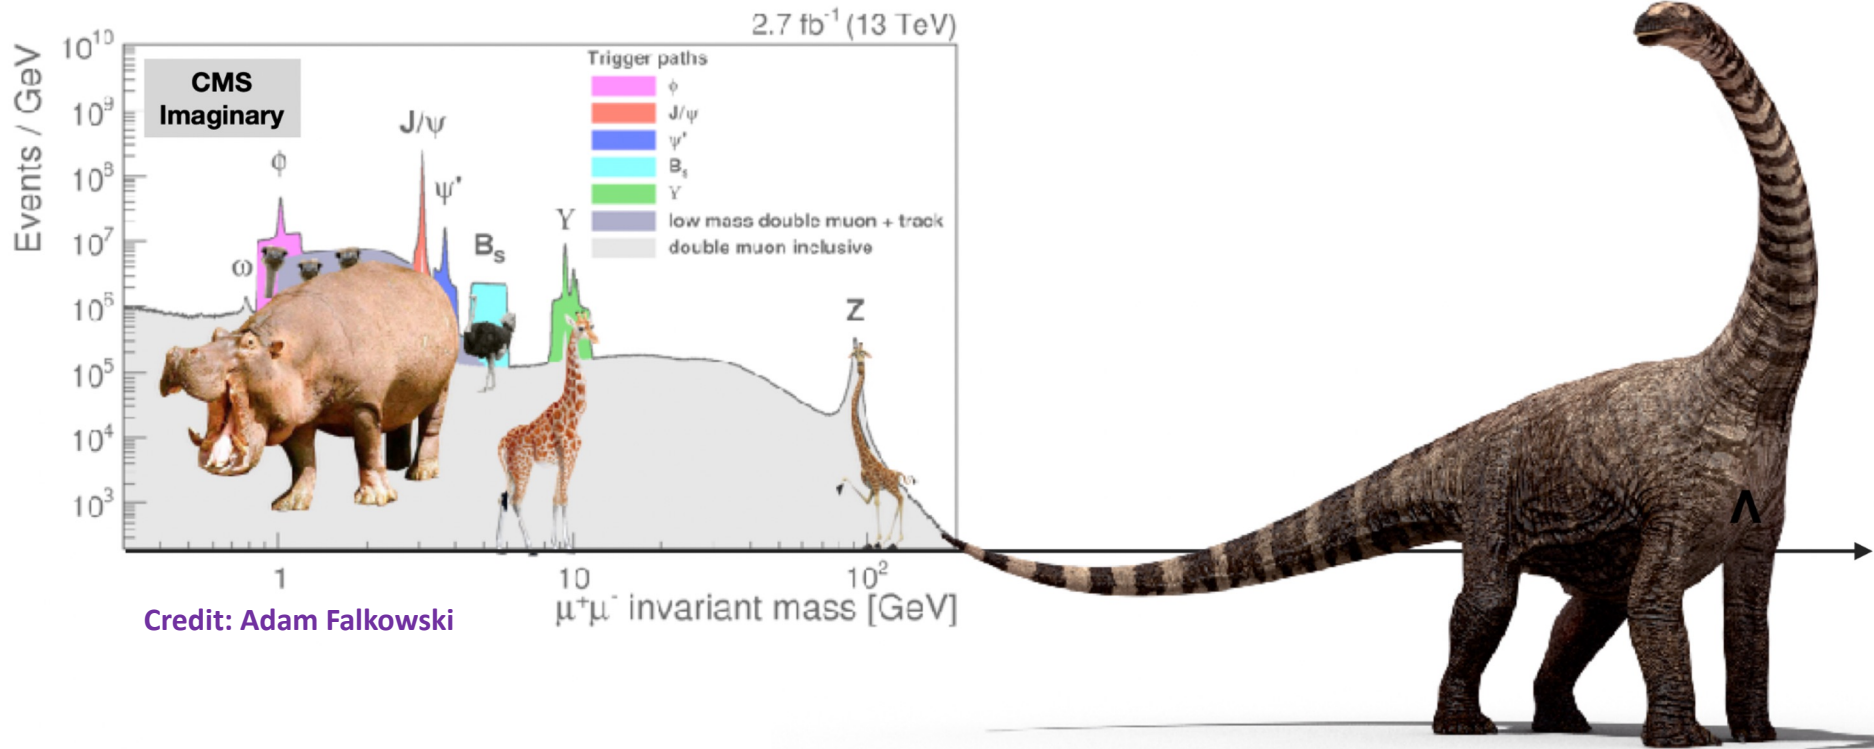 2.7 fb⁻¹ (13 TeV)
Events / GeV
10¹⁰
10⁹
10⁸
10⁷
10⁶
10⁵
10⁴
10³
CMS
Imaginary
ω
ϕ
J/ψ
ψ'
Bₛ
Υ
Z
Trigger paths
ϕ
J/ψ
ψ'
Bₛ
Υ
low mass double muon + track
double muon inclusive
Λ
1
10
10²
μ⁺μ⁻ invariant mass [GeV]
Credit: Adam Falkowski